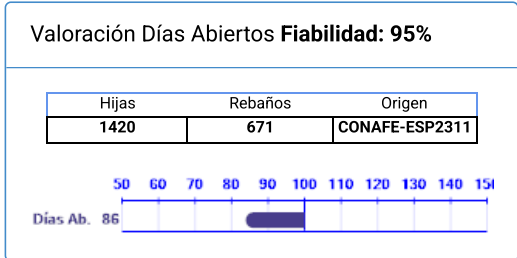 Valoración Días Abiertos Fiabilidad: 95%
Hijas Rebaños Origen
1420 671 CONAFE-ESP2311
50 60 70 80 90 100 110 120 130 140 15
Días Ab. 86